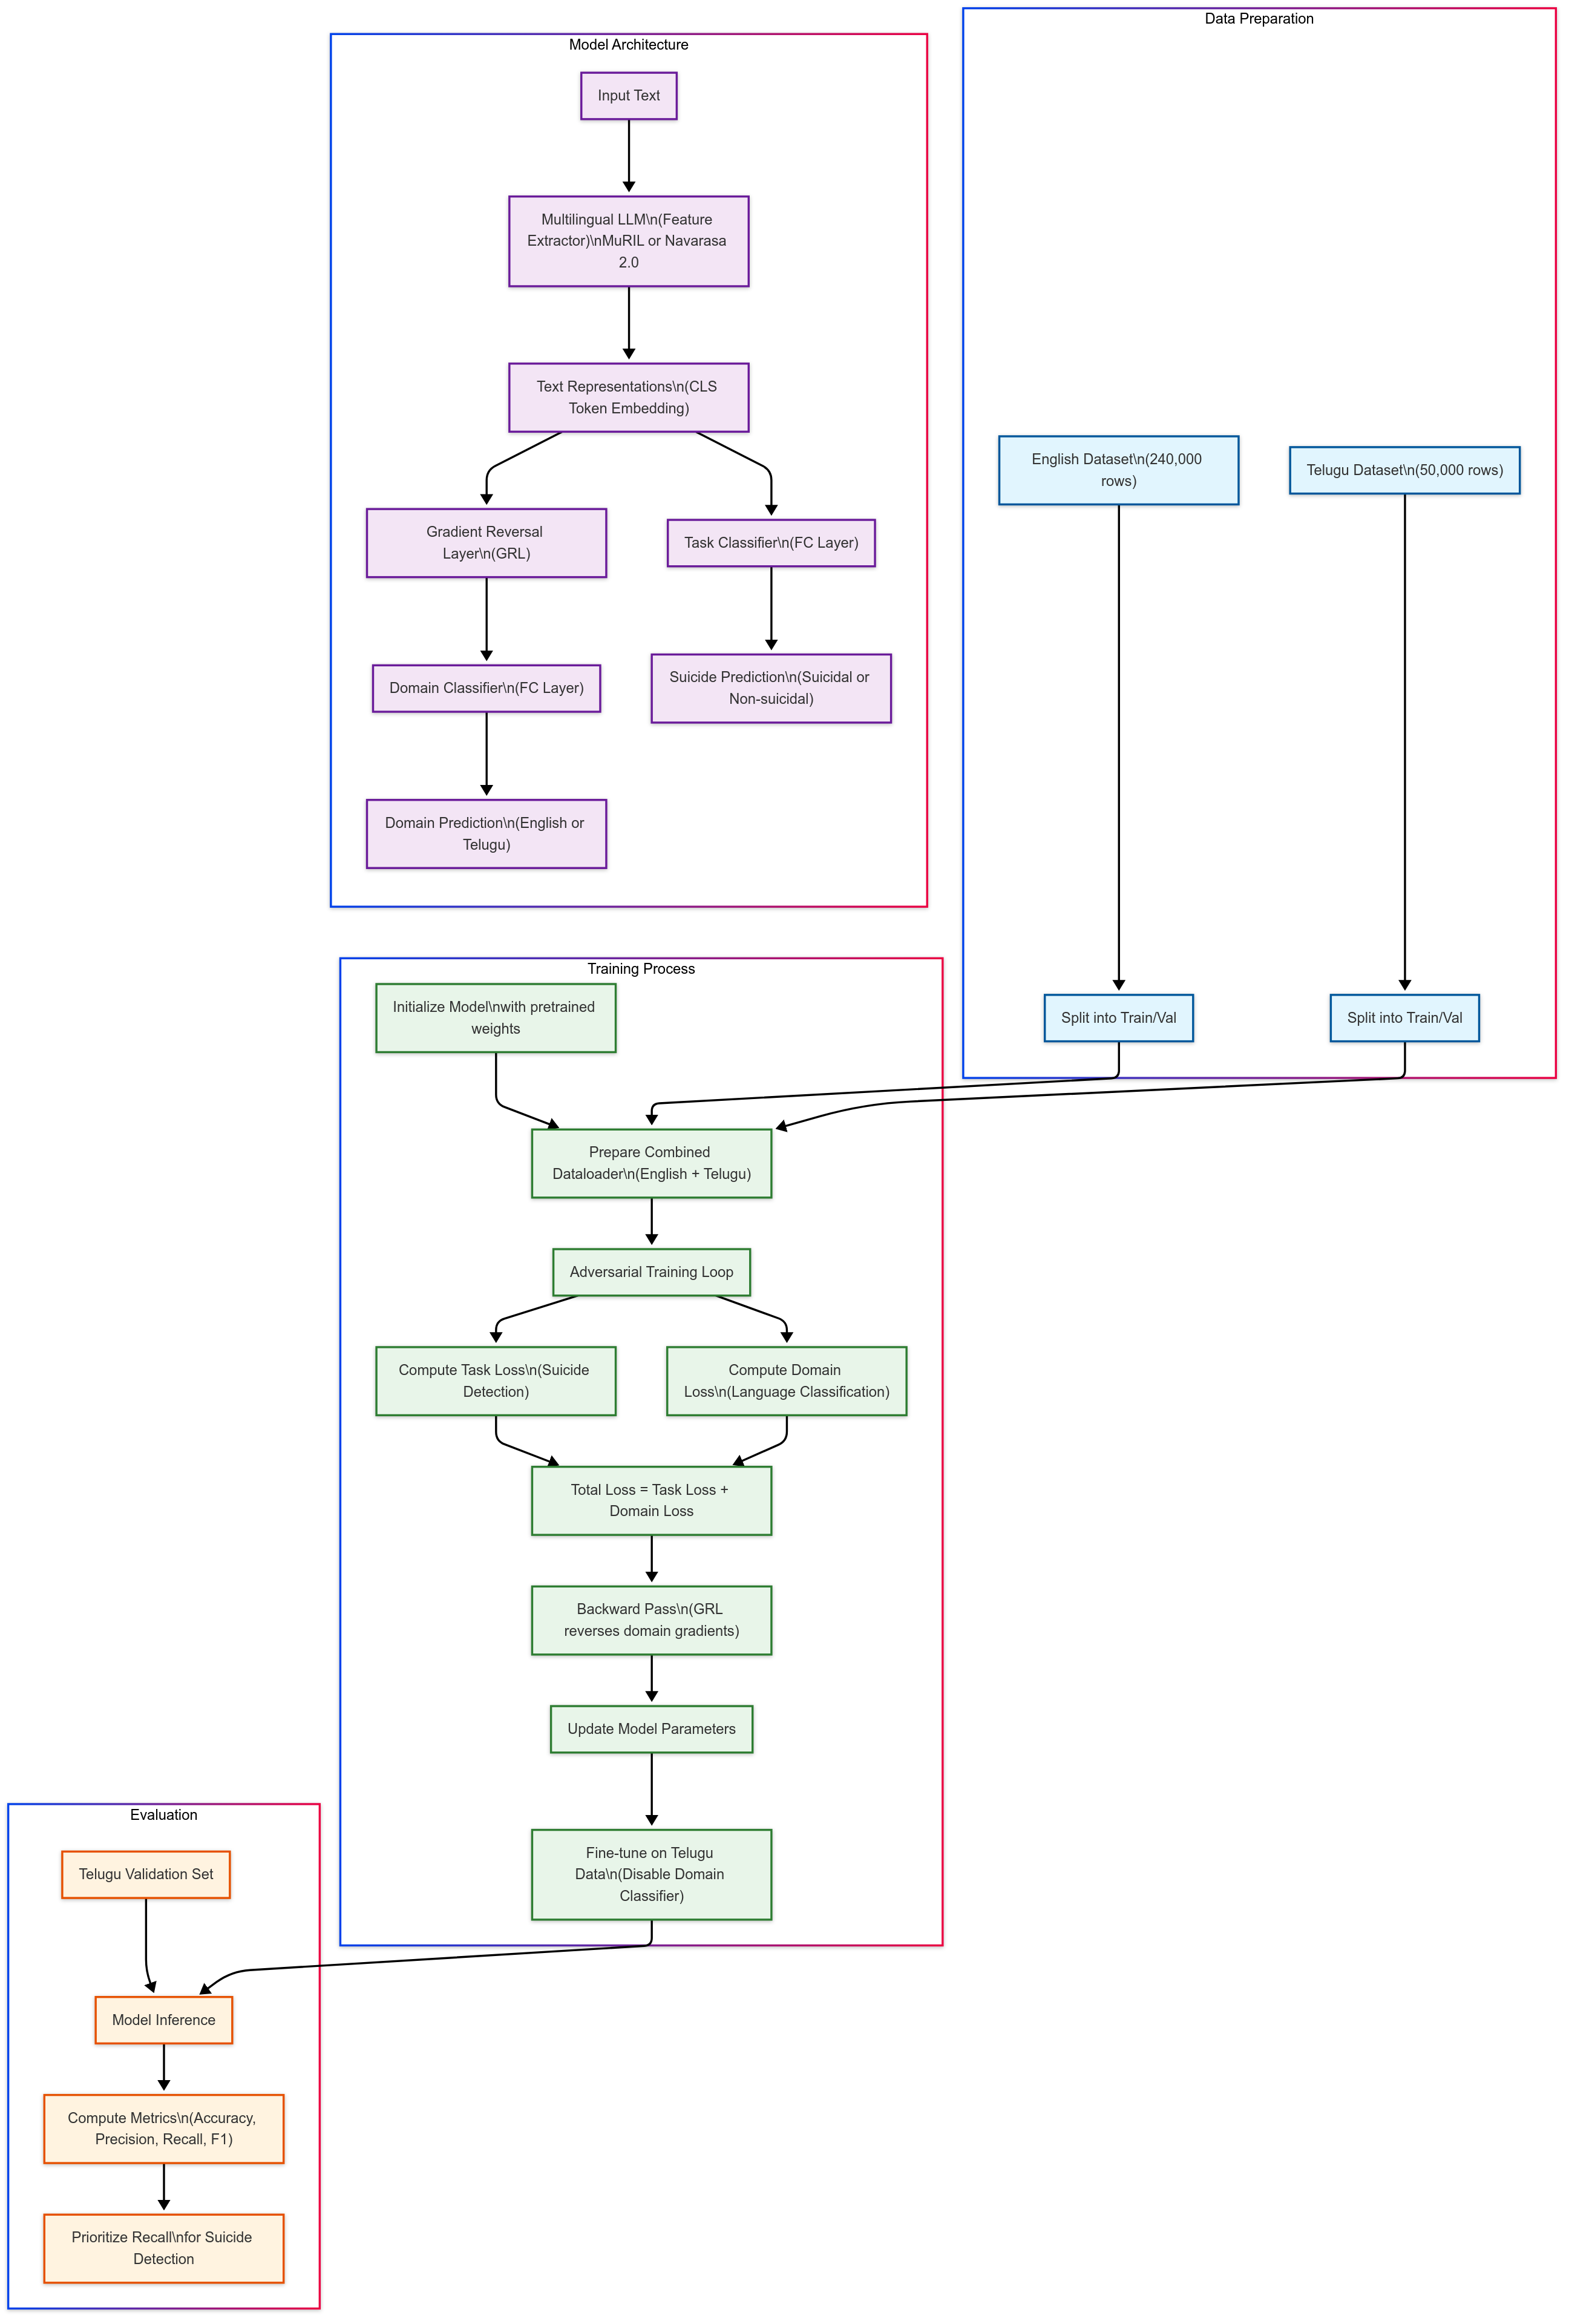 Data Preparation
Model Architecture
Input Text
Multilingual LLM\n(Feature
Extractor)\nMuRIL or Navarasa
2.0
Text Representations\n(CLS
Token Embedding)
English Dataset\n(240,000
rows)
Telugu Dataset\n(50,000 rows)
Gradient Reversal
Layer\n(GRL)
Task Classifier\n(FC Layer)
Domain Classifier\n(FC Layer)
Suicide Prediction\n(Suicidal or
Non-suicidal)
Domain Prediction\n(English or
Telugu)
Training Process
Initialize Model\nwith pretrained
weights
Split into Train/Val
Split into Train/Val
Prepare Combined
Dataloader\n(English + Telugu)
Adversarial Training Loop
Compute Task Loss\n(Suicide
Detection)
Compute Domain
Loss\n(Language Classification)
Total Loss = Task Loss +
Domain Loss
Backward Pass\n(GRL
reverses domain gradients)
Update Model Parameters
Fine-tune on Telugu
Data\n(Disable Domain
Classifier)
Evaluation
Telugu Validation Set
Model Inference
Compute Metrics\n(Accuracy,
Precision, Recall, F1)
Prioritize Recall\nfor Suicide
Detection